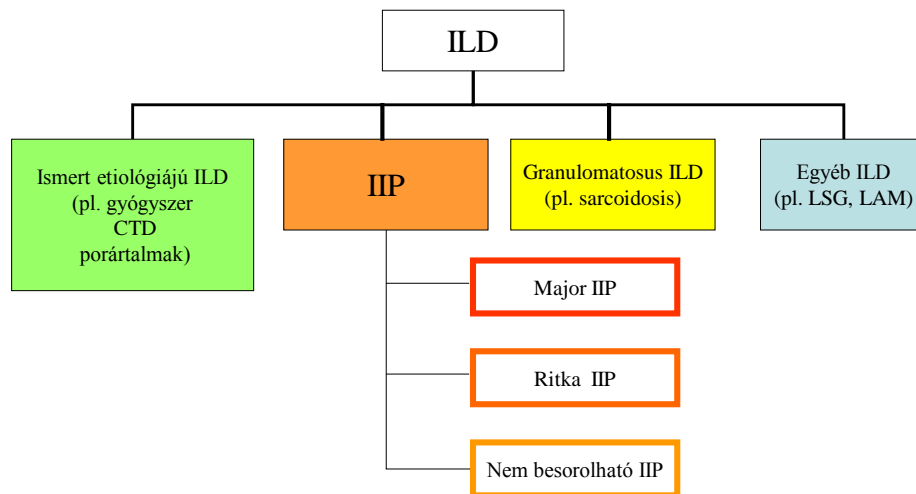 ILD
Ismert etiológiájú ILD
(pl. gyógyszer
CTD
porártalmak)
IIP
Granulomatosus ILD
(pl. sarcoidosis)
Egyéb ILD
(pl. LSG, LAM)
Major IIP
Ritka IIP
Nem besorolható IIP